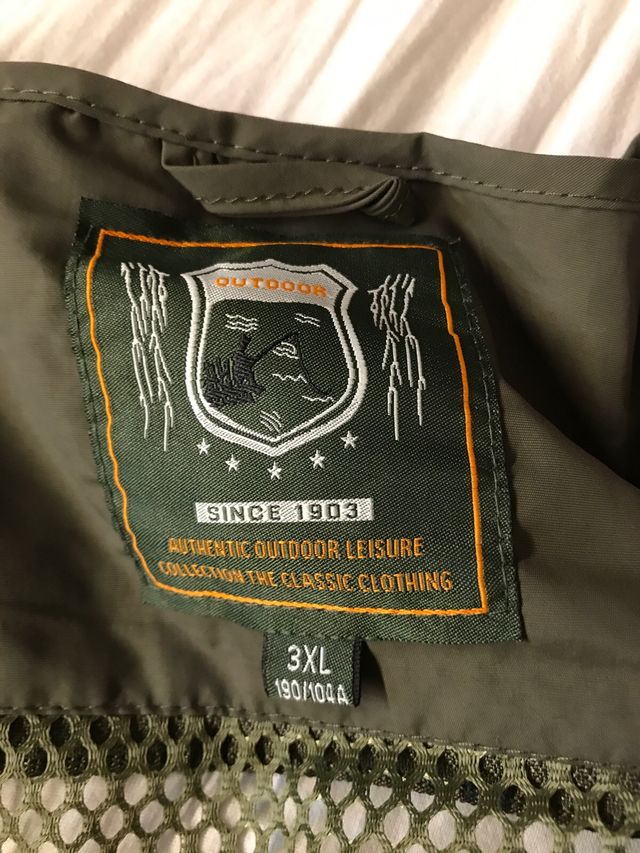 OUTDOOR
SINCE 1903
AUTHENTIC OUTDOOR LEISURE
COLLECTION THE CLASSIC CLOTHING
3XL
190/104A